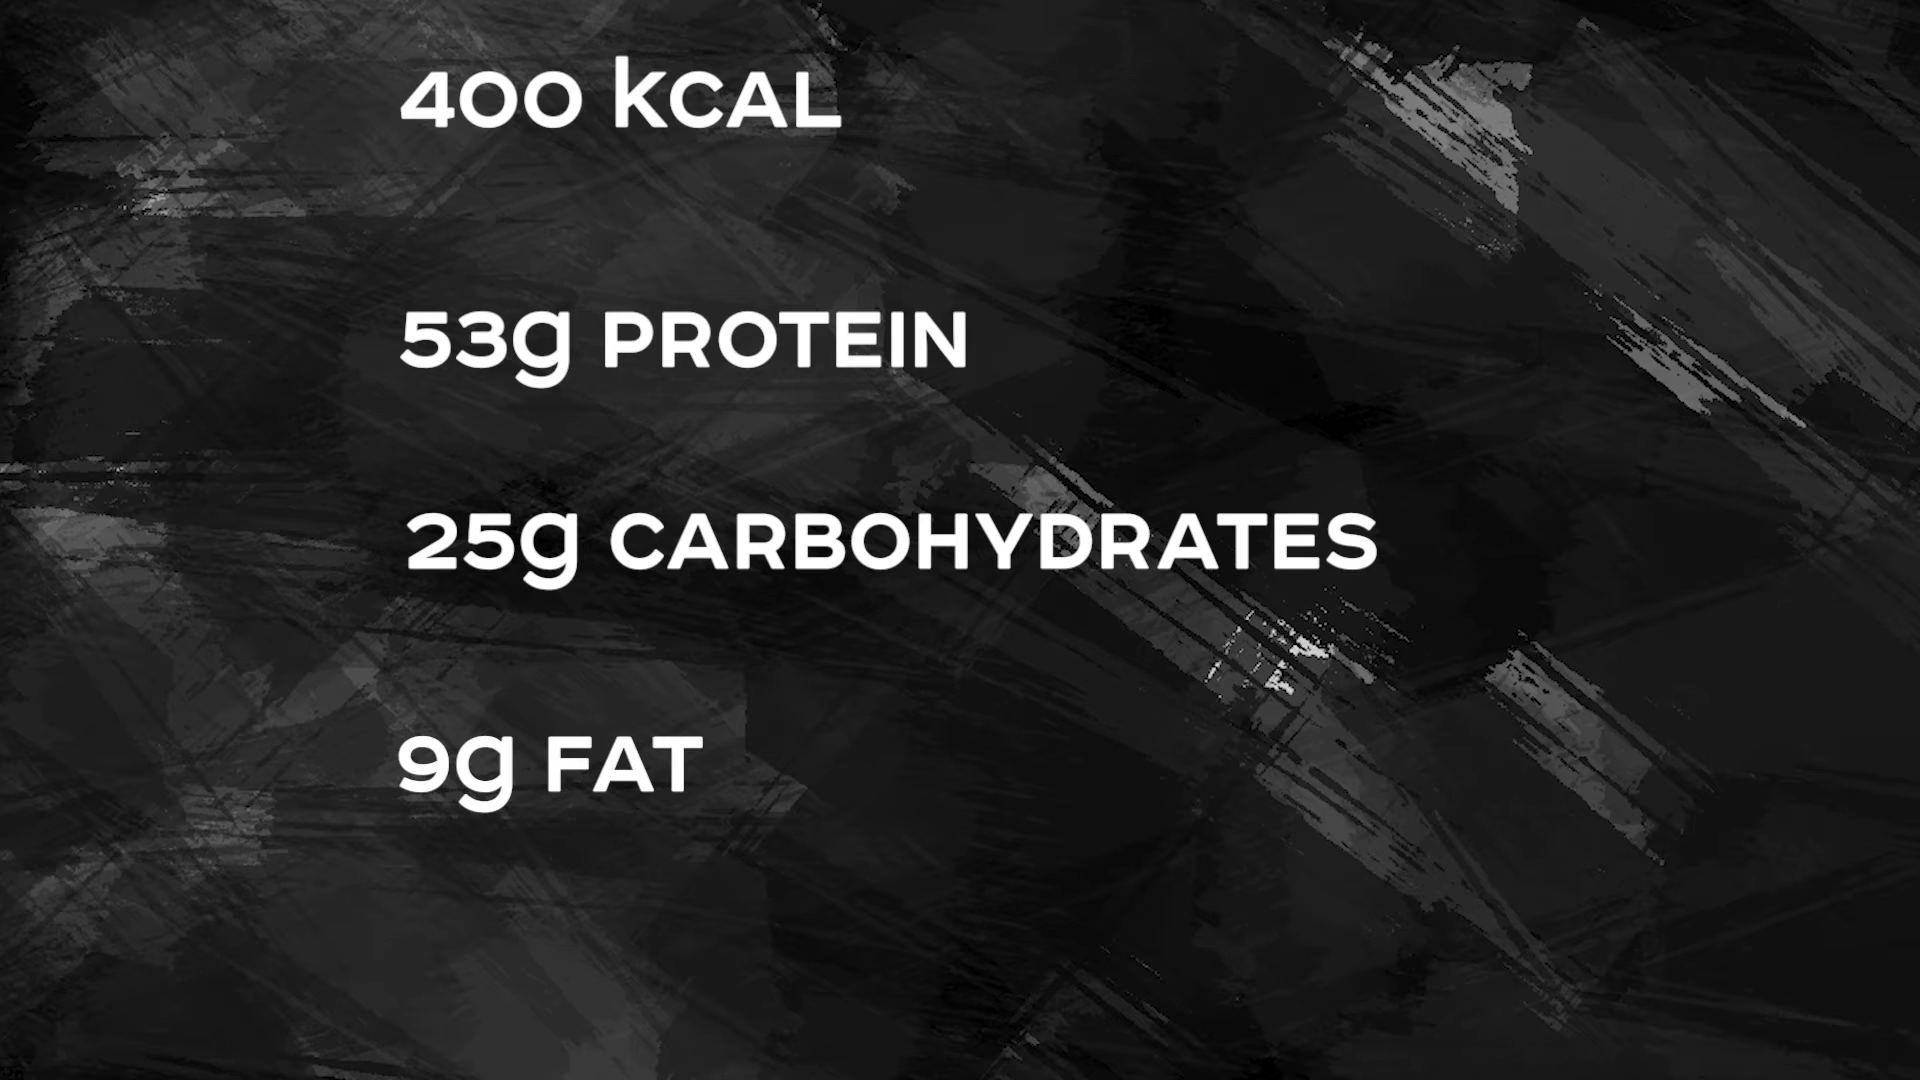 400 kCAL
53g PROTEIN
25g CARBOHYDRATES
9g FAT